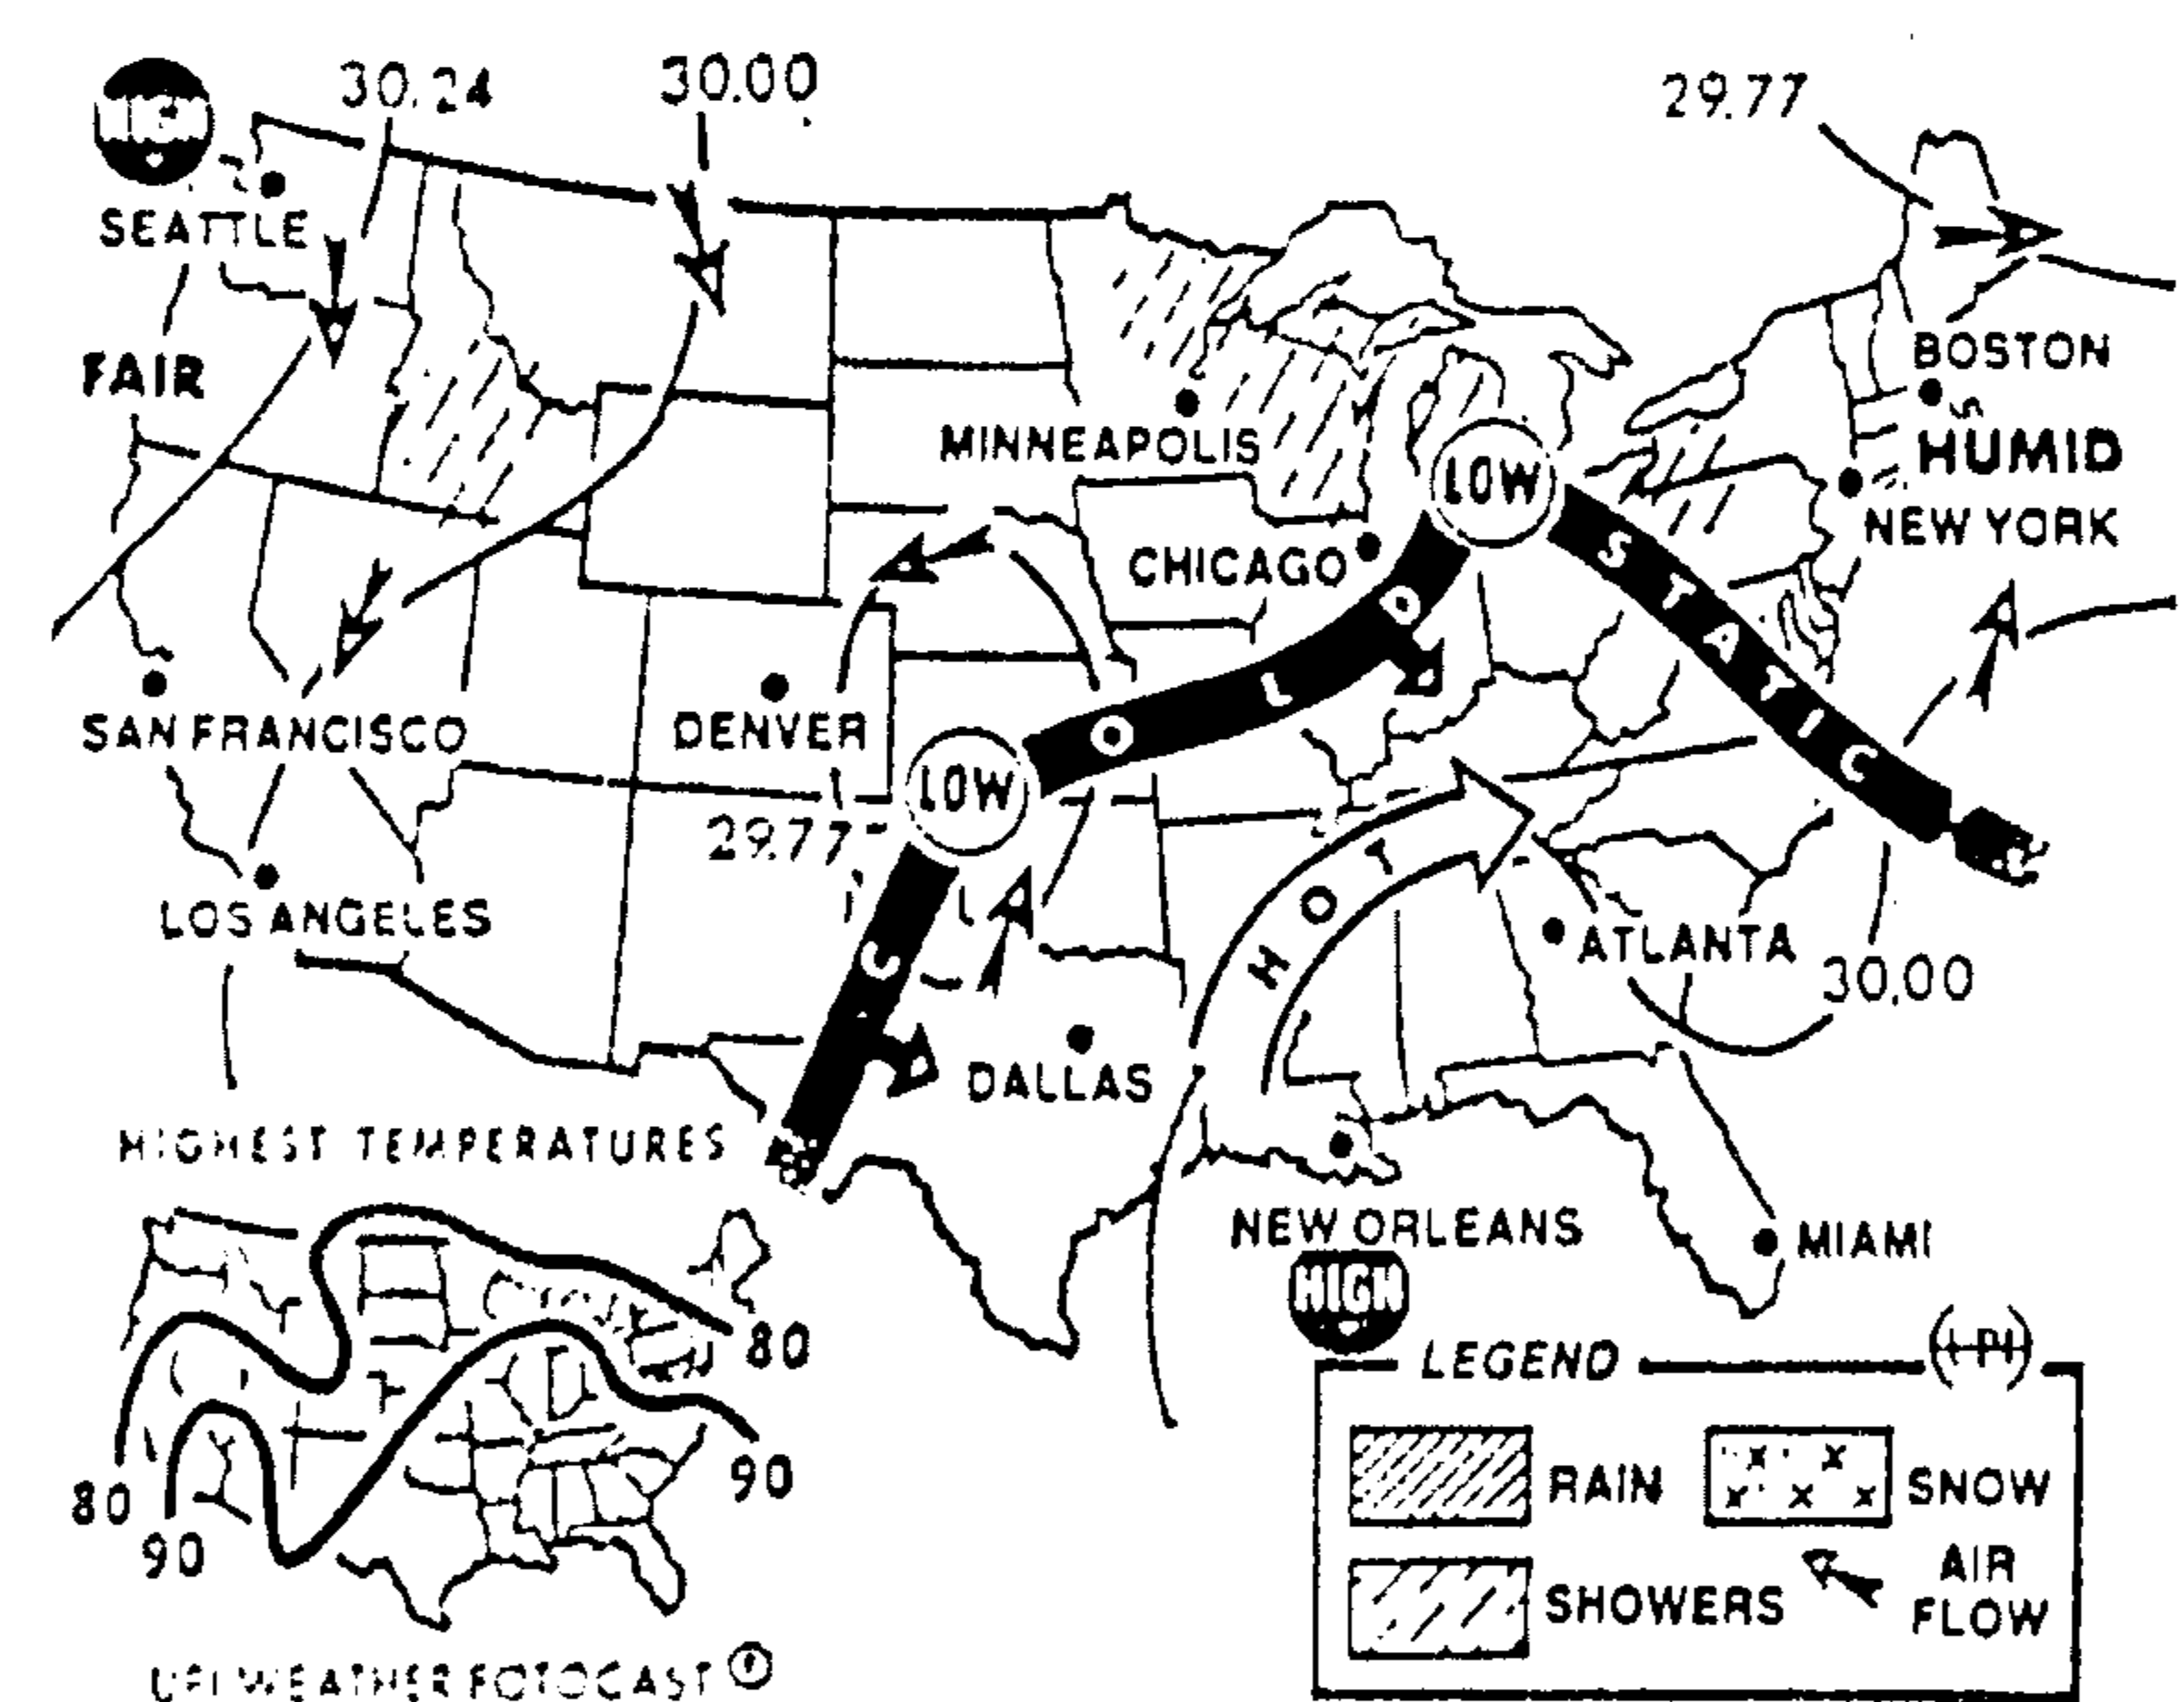 30.24
30.00
29.77
SEATTLE
FAIR
BOSTON
HUMID
MINNEAPOLIS
LOW
NEW YORK
CHICAGO
STATIC
COLD
SAN FRANCISCO
DENVER
LOW
29.77
HOT
LOS ANGELES
ATLANTA
30.00
DALLAS
HIGHEST TEMPERATURES
NEW ORLEANS
MIAMI
HIGH
80
LEGEND
RAIN
SNOW
80
90
90
SHOWERS
AIR
FLOW
UPI WEATHER FOTOCAST